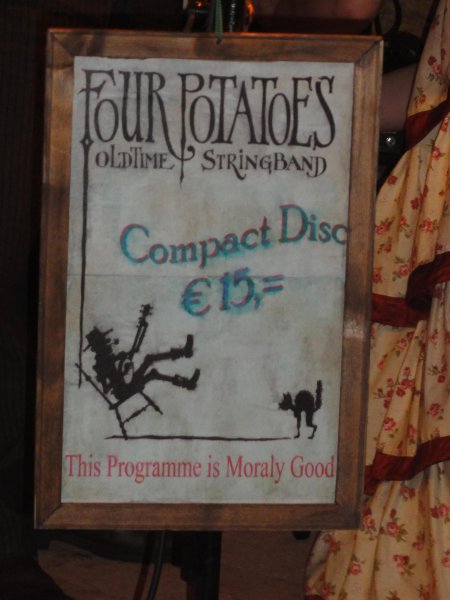 FOUR POTATOES
OLDTIME STRINGBAND
Compact Disc
€15,=
This Programme is Moraly Good